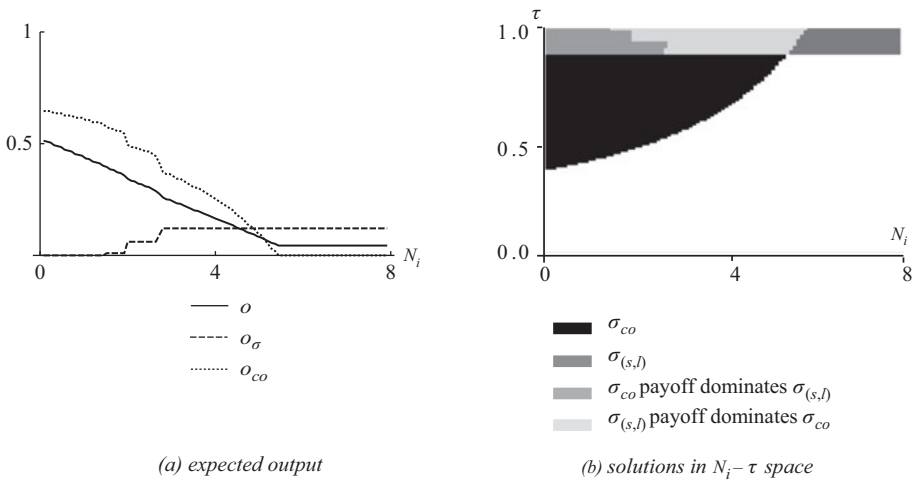 1
0.5
0
4
8
N_i
o
o_σ
o_co
(a) expected output
τ
1.0
0.5
0.0
N_i
0
4
8
σ_co
σ_(s,l)
σ_co payoff dominates σ_(s,l)
σ_(s,l) payoff dominates σ_co
(b) solutions in N_i – τ space